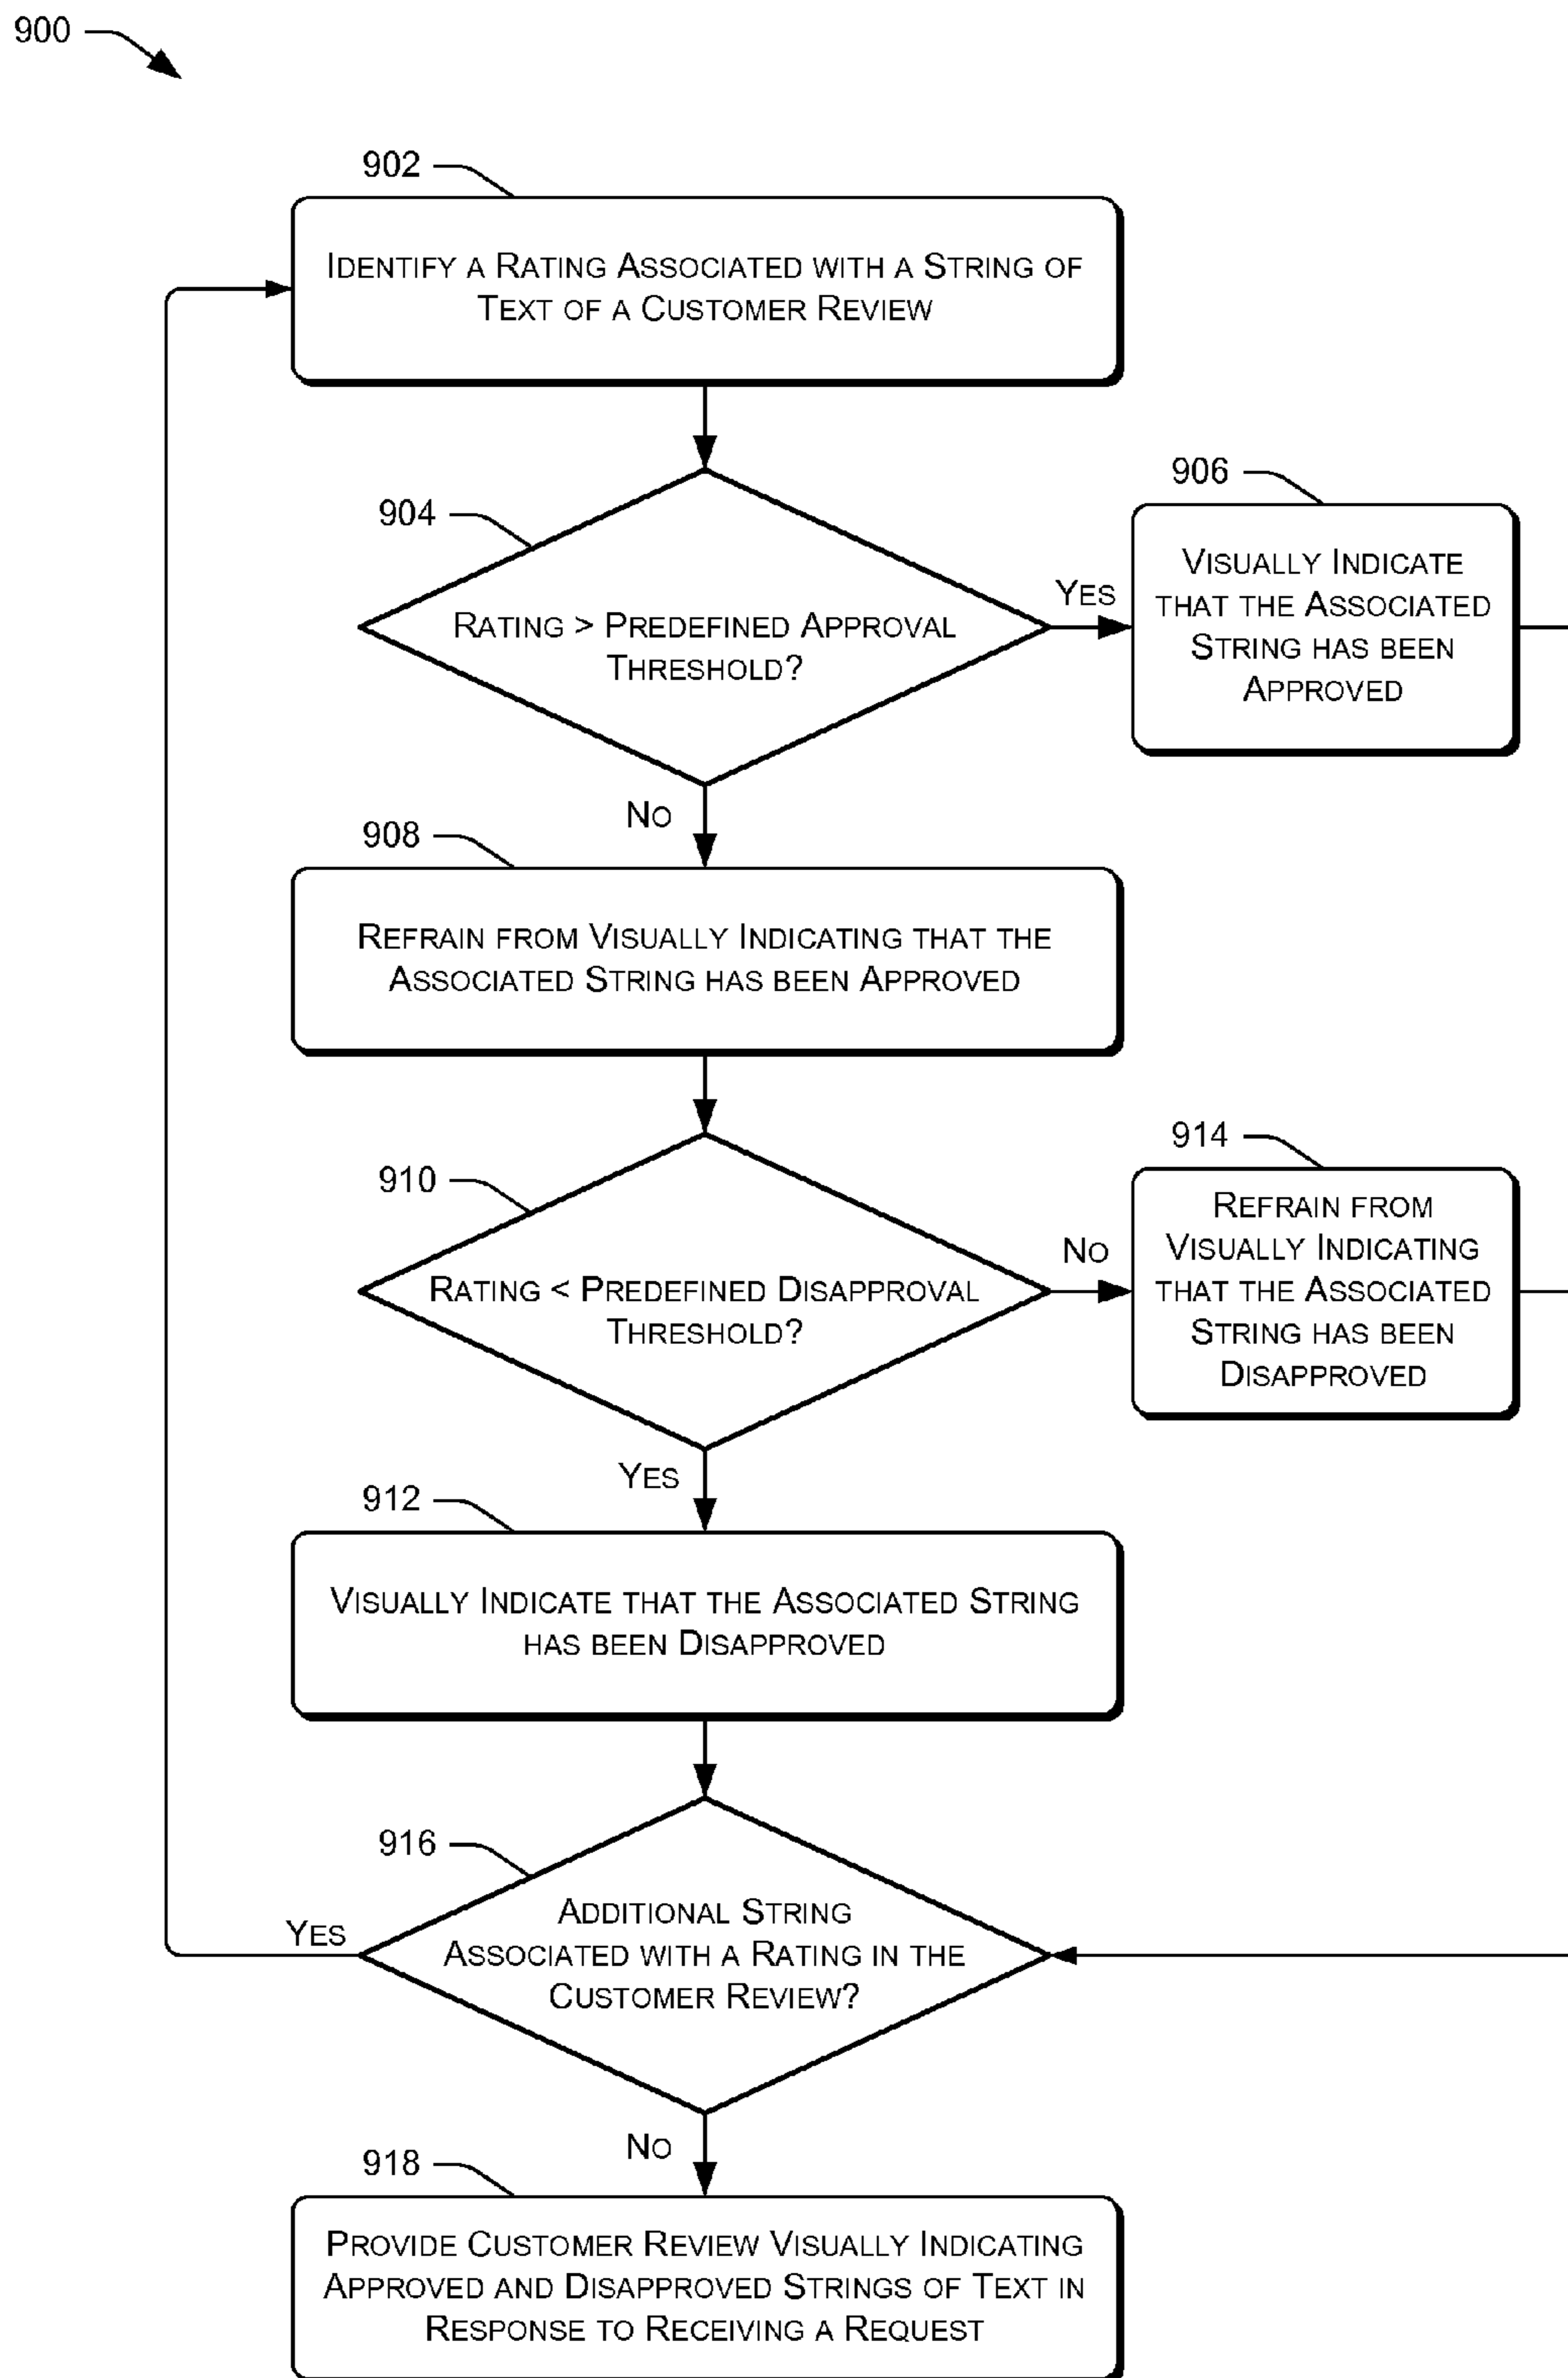 900
902
IDENTIFY A RATING ASSOCIATED WITH A STRING OF
TEXT OF A CUSTOMER REVIEW
904
RATING > PREDEFINED APPROVAL
THRESHOLD?
YES
906
VISUALLY INDICATE
THAT THE ASSOCIATED
STRING HAS BEEN
APPROVED
NO
908
REFRAIN FROM VISUALLY INDICATING THAT THE
ASSOCIATED STRING HAS BEEN APPROVED
910
RATING < PREDEFINED DISAPPROVAL
THRESHOLD?
NO
914
REFRAIN FROM
VISUALLY INDICATING
THAT THE ASSOCIATED
STRING HAS BEEN
DISAPPROVED
YES
912
VISUALLY INDICATE THAT THE ASSOCIATED STRING
HAS BEEN DISAPPROVED
916
ADDITIONAL STRING
ASSOCIATED WITH A RATING IN THE
CUSTOMER REVIEW?
YES
NO
918
PROVIDE CUSTOMER REVIEW VISUALLY INDICATING
APPROVED AND DISAPPROVED STRINGS OF TEXT IN
RESPONSE TO RECEIVING A REQUEST